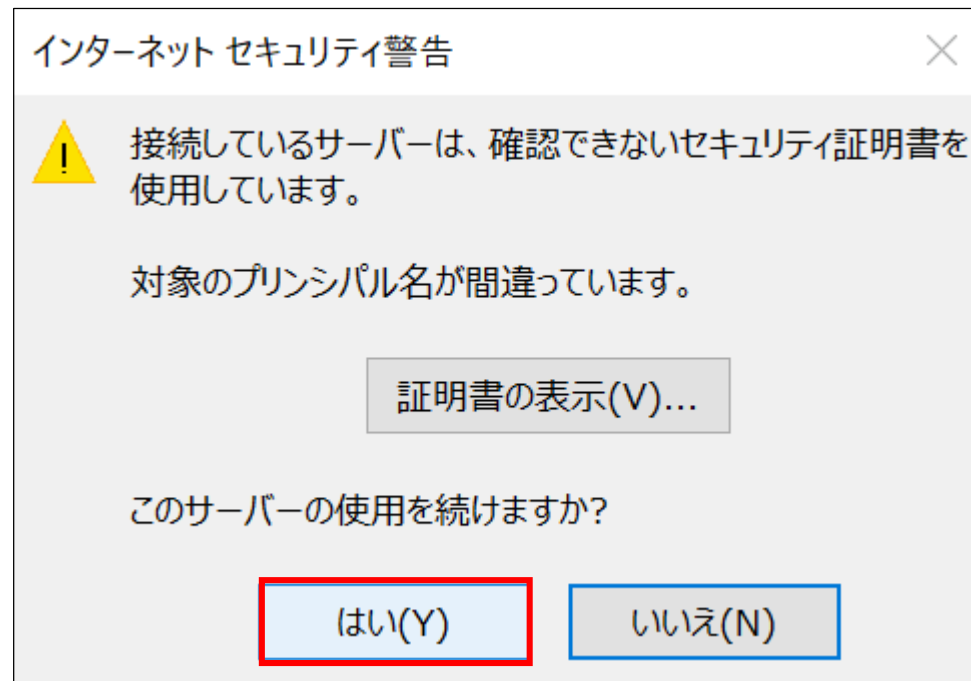 インターネット セキュリティ警告
接続しているサーバーは、確認できないセキュリティ証明書を
使用しています。
対象のプリンシパル名が間違っています。
証明書の表示(V)...
このサーバーの使用を続けますか?
はい(Y)
いいえ(N)